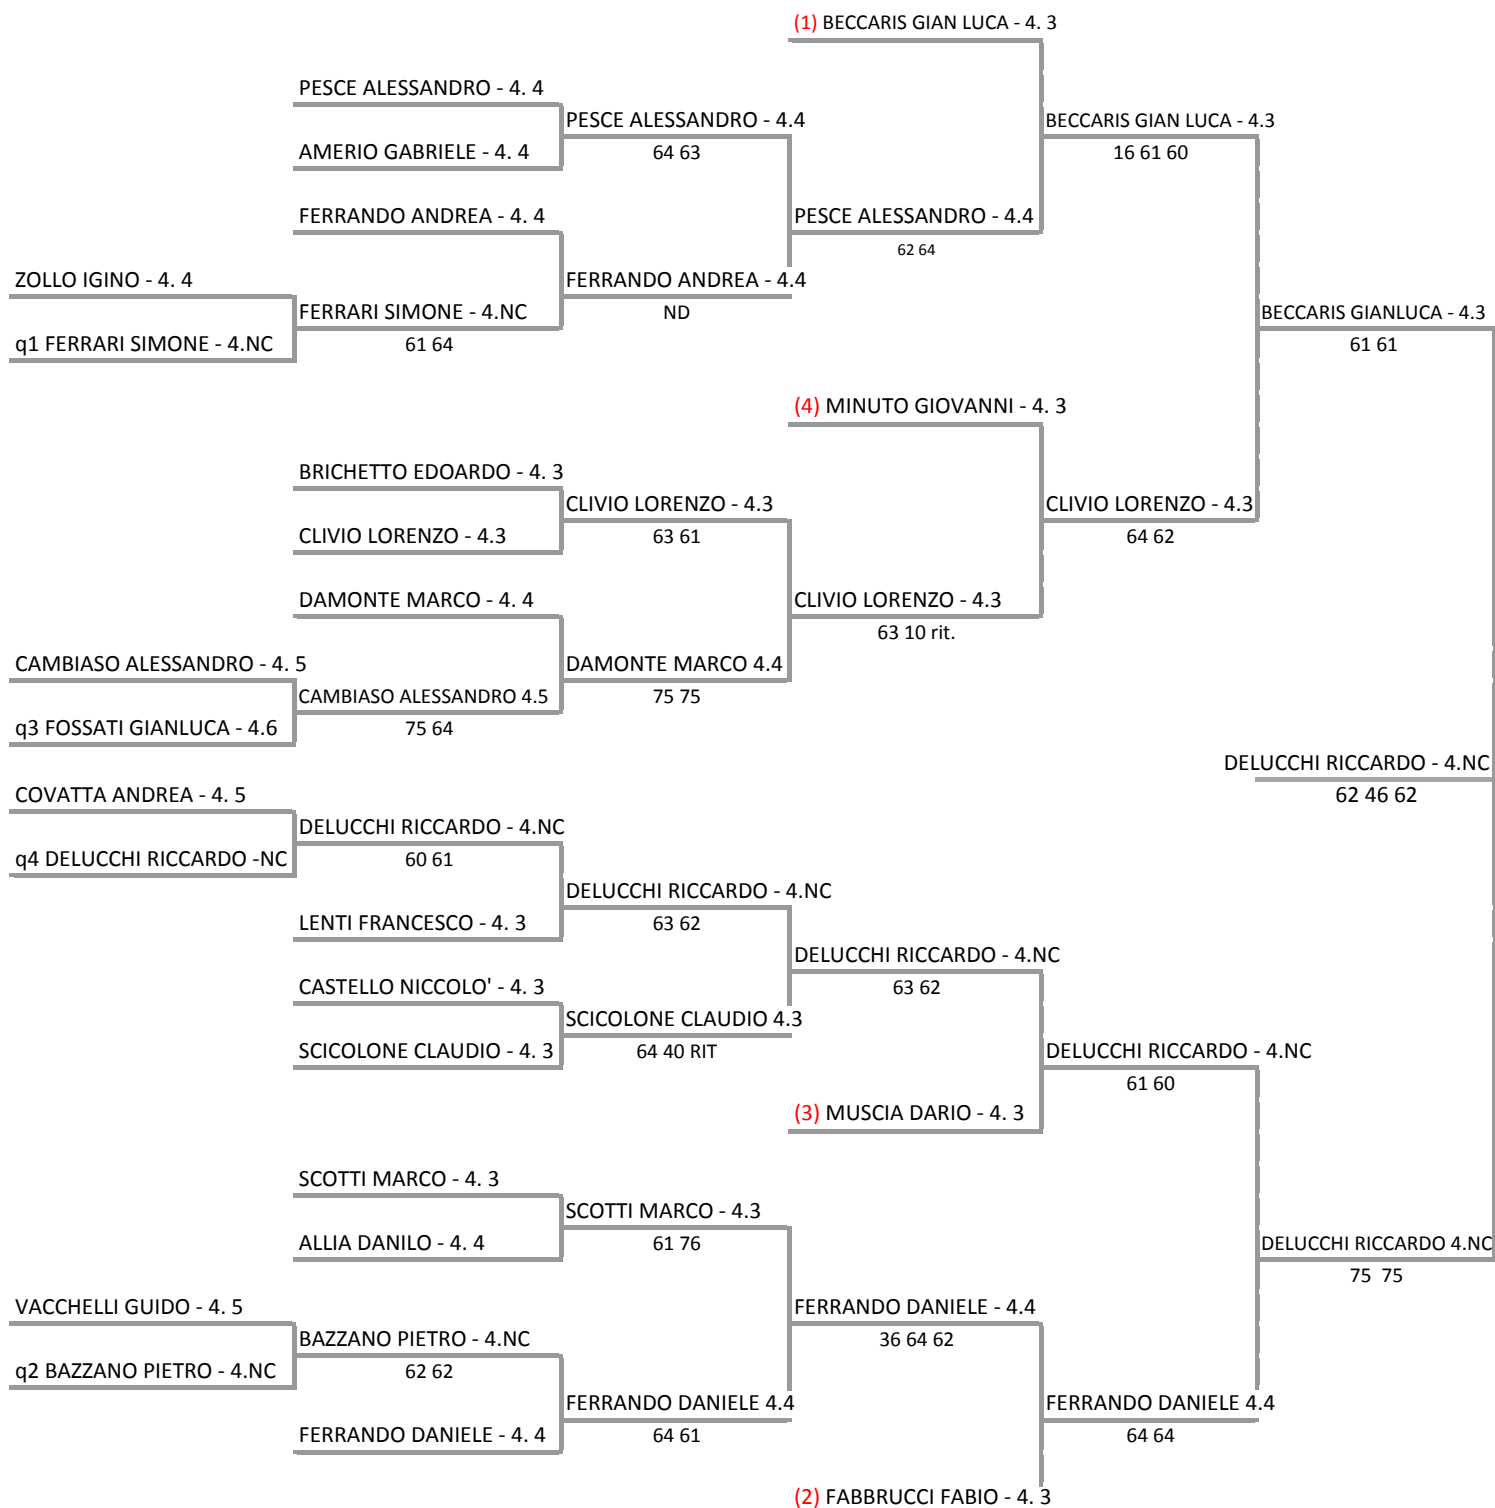 (1) BECCARIS GIAN LUCA - 4. 3
PESCE ALESSANDRO - 4. 4
PESCE ALESSANDRO - 4.4
BECCARIS GIAN LUCA - 4.3
AMERIO GABRIELE - 4. 4
64 63
16 61 60
FERRANDO ANDREA - 4. 4
PESCE ALESSANDRO - 4.4
62 64
ZOLLO IGINO - 4. 4
FERRANDO ANDREA - 4.4
FERRARI SIMONE - 4.NC
ND
BECCARIS GIANLUCA - 4.3
q1 FERRARI SIMONE - 4.NC
61 64
61 61
(4) MINUTO GIOVANNI - 4. 3
BRICHETTO EDOARDO - 4. 3
CLIVIO LORENZO - 4.3
CLIVIO LORENZO - 4.3
CLIVIO LORENZO - 4.3
63 61
64 62
DAMONTE MARCO - 4. 4
CLIVIO LORENZO - 4.3
63 10 rit.
CAMBIASO ALESSANDRO - 4. 5
DAMONTE MARCO 4.4
CAMBIASO ALESSANDRO 4.5
75 75
q3 FOSSATI GIANLUCA - 4.6
75 64
DELUCCHI RICCARDO - 4.NC
COVATTA ANDREA - 4. 5
62 46 62
DELUCCHI RICCARDO - 4.NC
q4 DELUCCHI RICCARDO -NC
60 61
DELUCCHI RICCARDO - 4.NC
LENTI FRANCESCO - 4. 3
63 62
DELUCCHI RICCARDO - 4.NC
CASTELLO NICCOLO' - 4. 3
63 62
SCICOLONE CLAUDIO 4.3
SCICOLONE CLAUDIO - 4. 3
64 40 RIT
DELUCCHI RICCARDO - 4.NC
61 60
(3) MUSCIA DARIO - 4. 3
SCOTTI MARCO - 4. 3
SCOTTI MARCO - 4.3
ALLIA DANILO - 4. 4
61 76
DELUCCHI RICCARDO 4.NC
75 75
VACCHELLI GUIDO - 4. 5
FERRANDO DANIELE - 4.4
BAZZANO PIETRO - 4.NC
36 64 62
q2 BAZZANO PIETRO - 4.NC
62 62
FERRANDO DANIELE 4.4
FERRANDO DANIELE 4.4
FERRANDO DANIELE - 4. 4
64 61
64 64
(2) FABBRUCCI FABIO - 4. 3